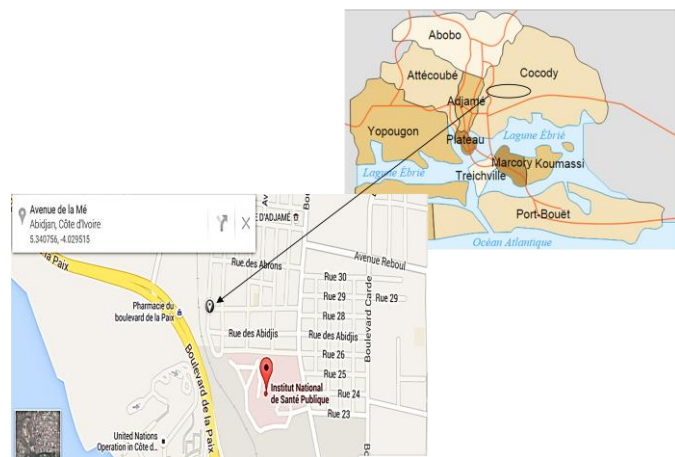 Abobo
Attécoubé
Cocody
Adjamé
Yopougon
Plateau
Lagune Ébrié
Marcory
Koumassi
Lagune Ébrié
Treichville
Port-Bouët
Océan Atlantique
Avenue de la Mé
Abidjan, Côte d'Ivoire
5.340756, -4.029515
E'D'ADJAMÉ
Rue des Abrons
Avenue Reboul
Rue 30
Rue 29
Rue 29
Rue 28
Pharmacie du
boulevard de la Paix
Rue des Abidjis
Rue des Abidjis
Rue 26
Rue 25
Rue 24
Rue 23
Boulevard Carde
Institut National
de Santé Publique
Boulevard de la Paix
de la Paix
United Nations
Operation in Côte d...